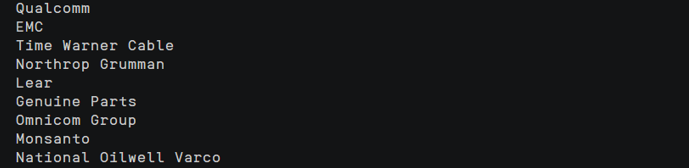 Qualcomm
EMC
Time Warner Cable
Northrop Grumman
Lear
Genuine Parts
Omnicom Group
Monsanto
National Oilwell Varco